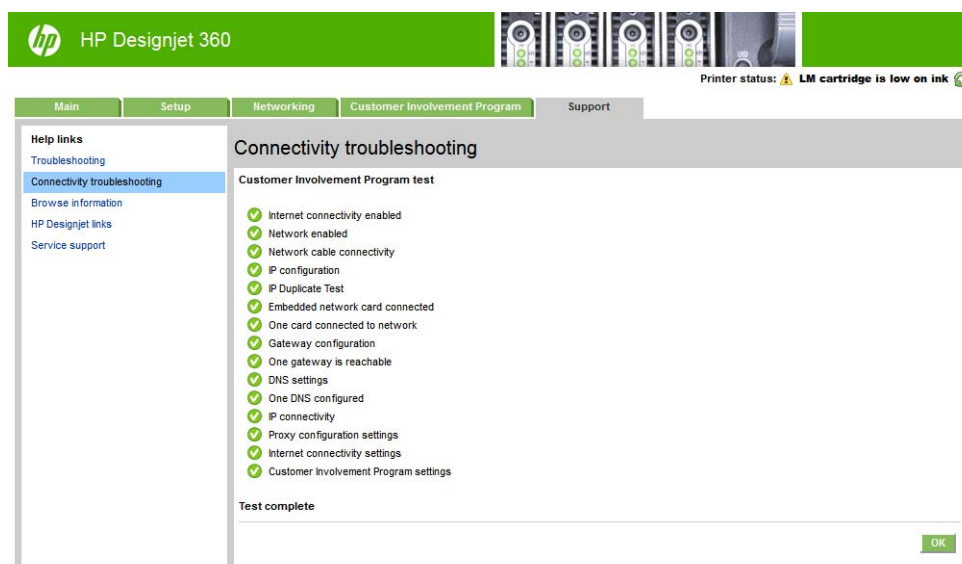 hp HP Designjet 360
Printer status: LM cartridge is low on ink
Main Setup Networking Customer Involvement Program Support
Help links
Troubleshooting
Connectivity troubleshooting
Browse information
HP Designjet links
Service support
Connectivity troubleshooting
Customer Involvement Program test
Internet connectivity enabled
Network enabled
Network cable connectivity
IP configuration
IP Duplicate Test
Embedded network card connected
One card connected to network
Gateway configuration
One gateway is reachable
DNS settings
One DNS configured
IP connectivity
Proxy configuration settings
Internet connectivity settings
Customer Involvement Program settings
Test complete
OK